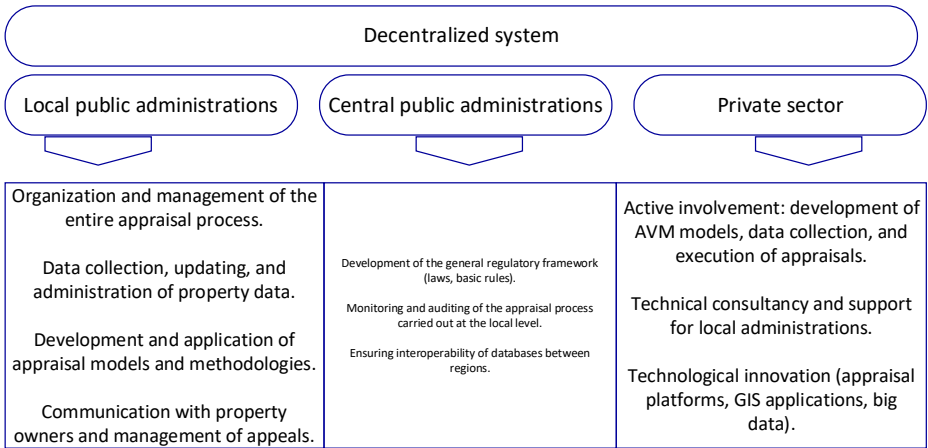 Decentralized system
Local public administrations
Central public administrations
Private sector
Organization and management of the
entire appraisal process.
Data collection, updating, and
administration of property data.
Development and application of
appraisal models and methodologies.
Communication with property
owners and management of appeals.
Development of the general regulatory framework
(laws, basic rules).
Monitoring and auditing of the appraisal process
carried out at the local level.
Ensuring interoperability of databases between
regions.
Active involvement: development of
AVM models, data collection, and
execution of appraisals.
Technical consultancy and support
for local administrations.
Technological innovation (appraisal
platforms, GIS applications, big
data).